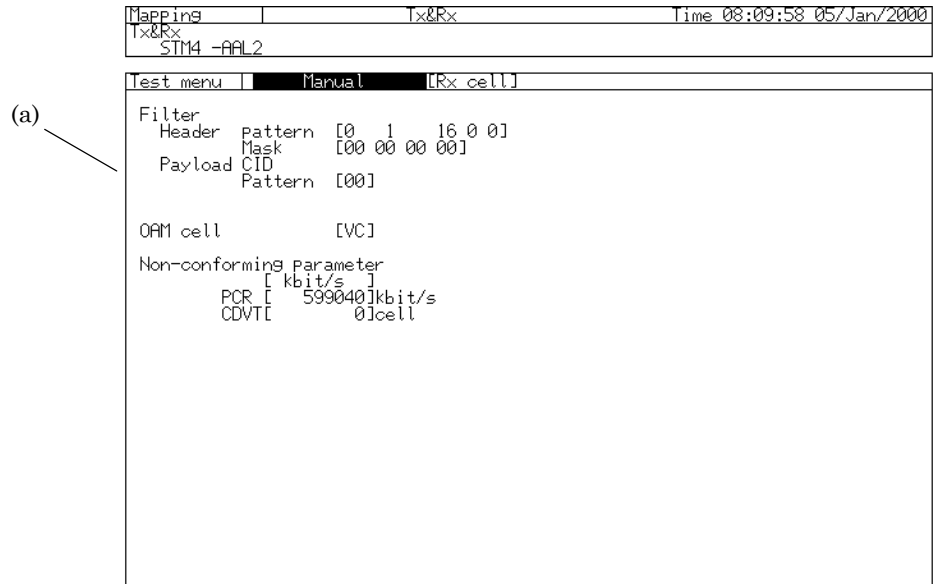 Mapping Tx&Rx Time 08:09:58 05/Jan/2000
Tx&Rx
STM4 -AAL2
Test menu Manual [Rx cell]
(a)
Filter
Header pattern [0 1 16 0 0]
Mask [00 00 00 00]
Payload CID
Pattern [00]
OAM cell [VC]
Non-conforming parameter
[ kbit/s ]
PCR [ 599040]kbit/s
CDVT[ 0]cell